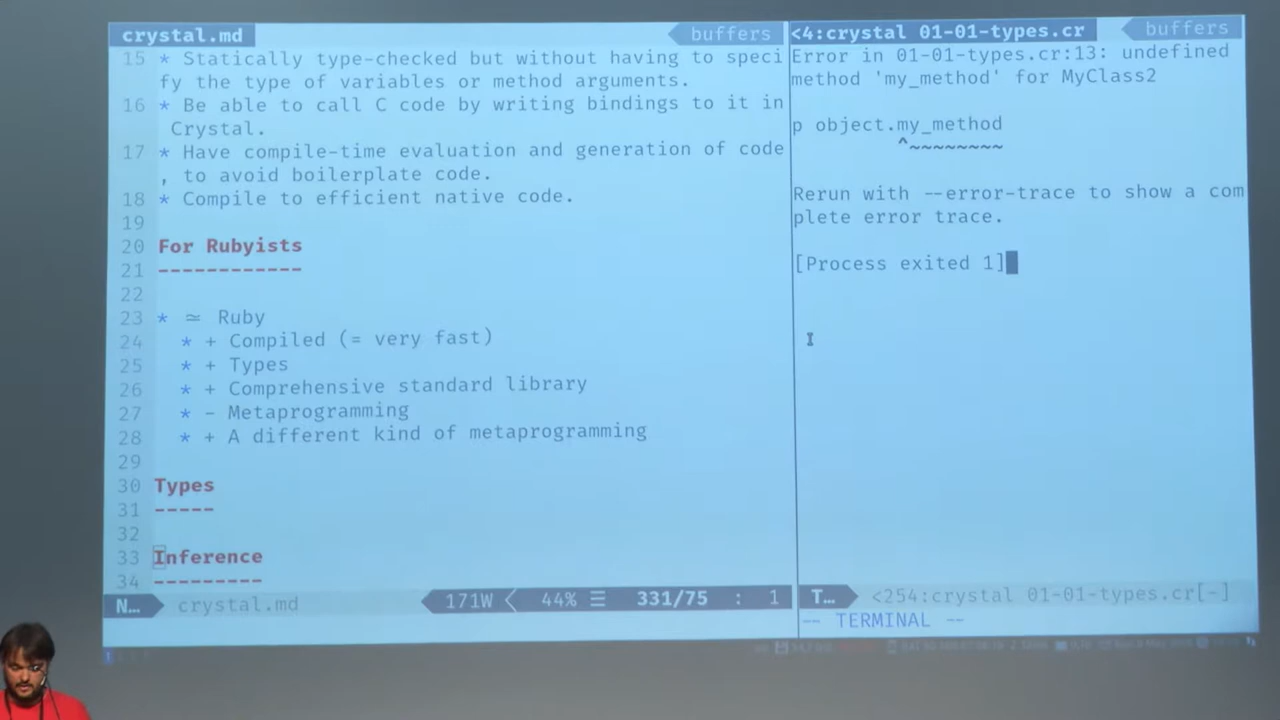 crystal.md
buffers
15 * Statically type-checked but without having to speci
fy the type of variables or method arguments.
16 * Be able to call C code by writing bindings to it in
Crystal.
17 * Have compile-time evaluation and generation of code
, to avoid boilerplate code.
18 * Compile to efficient native code.
19
20 For Rubyists
21 ------------
22
23 * ≃ Ruby
24 * + Compiled (= very fast)
25 * + Types
26 * + Comprehensive standard library
27 * - Metaprogramming
28 * + A different kind of metaprogramming
29
30 Types
31 -----
32
33 Inference
34 ---------
N... crystal.md 171W 44% ☰ 331/75 : 1
<4:crystal 01-01-types.cr
buffers
Error in 01-01-types.cr:13: undefined
method 'my_method' for MyClass2
p object.my_method
^~~~~~~~~
Rerun with --error-trace to show a com
plete error trace.
[Process exited 1]
T... <254:crystal 01-01-types.cr[-]
-- TERMINAL --